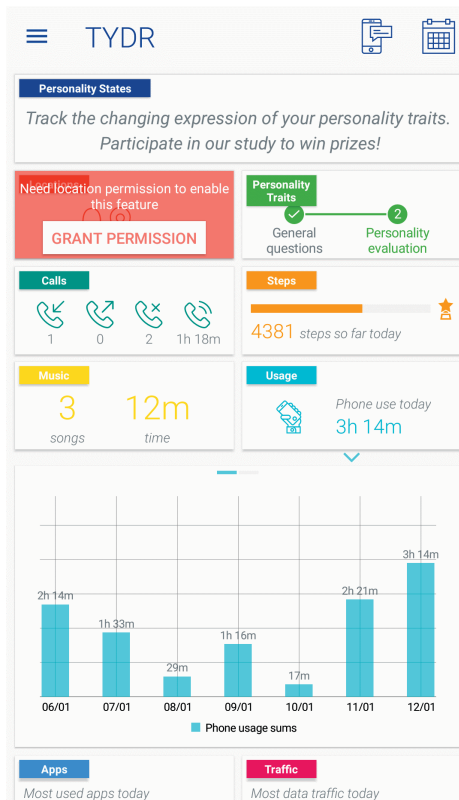 TYDR
Personality States
Track the changing expression of your personality traits.
Participate in our study to win prizes!
Need location permission to enable
this feature
GRANT PERMISSION
Personality
Traits
2
General
questions
Personality
evaluation
Calls
1
0
2
1h 18m
Steps
4381 steps so far today
Music
3
songs
12m
time
Usage
Phone use today
3h 14m
2h 14m
1h 33m
29m
1h 16m
17m
2h 21m
3h 14m
06/01
07/01
08/01
09/01
10/01
11/01
12/01
Phone usage sums
Apps
Most used apps today
Traffic
Most data traffic today